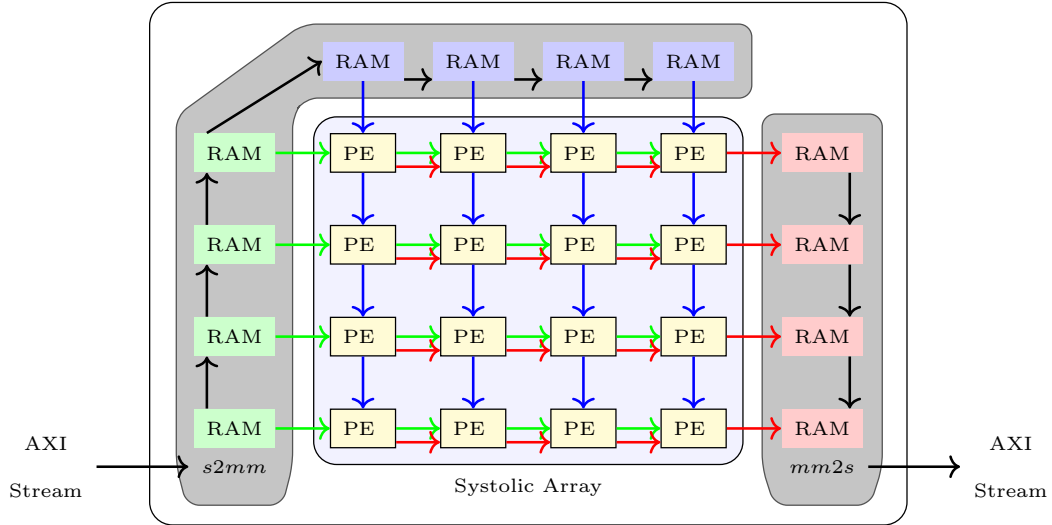 RAM RAM RAM RAM
RAM PE PE PE PE RAM
RAM PE PE PE PE RAM
RAM PE PE PE PE RAM
RAM PE PE PE PE RAM
AXI
Stream
s2mm
Systolic Array
mm2s
AXI
Stream